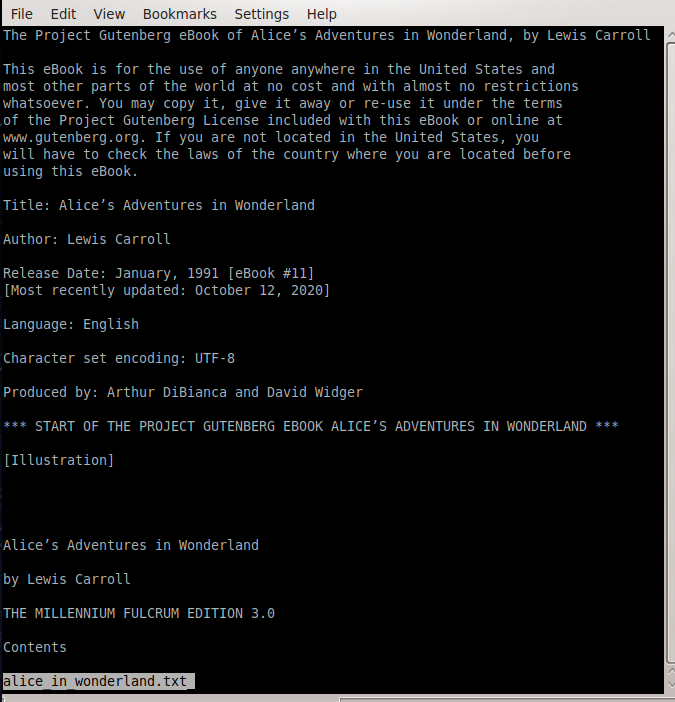 File Edit View Bookmarks Settings Help
The Project Gutenberg eBook of Alice’s Adventures in Wonderland, by Lewis Carroll
This eBook is for the use of anyone anywhere in the United States and
most other parts of the world at no cost and with almost no restrictions
whatsoever. You may copy it, give it away or re-use it under the terms
of the Project Gutenberg License included with this eBook or online at
www.gutenberg.org. If you are not located in the United States, you
will have to check the laws of the country where you are located before
using this eBook.
Title: Alice’s Adventures in Wonderland
Author: Lewis Carroll
Release Date: January, 1991 [eBook #11]
[Most recently updated: October 12, 2020]
Language: English
Character set encoding: UTF-8
Produced by: Arthur DiBianca and David Widger
*** START OF THE PROJECT GUTENBERG EBOOK ALICE’S ADVENTURES IN WONDERLAND ***
[Illustration]
Alice’s Adventures in Wonderland
by Lewis Carroll
THE MILLENNIUM FULCRUM EDITION 3.0
Contents
alice_in_wonderland.txt